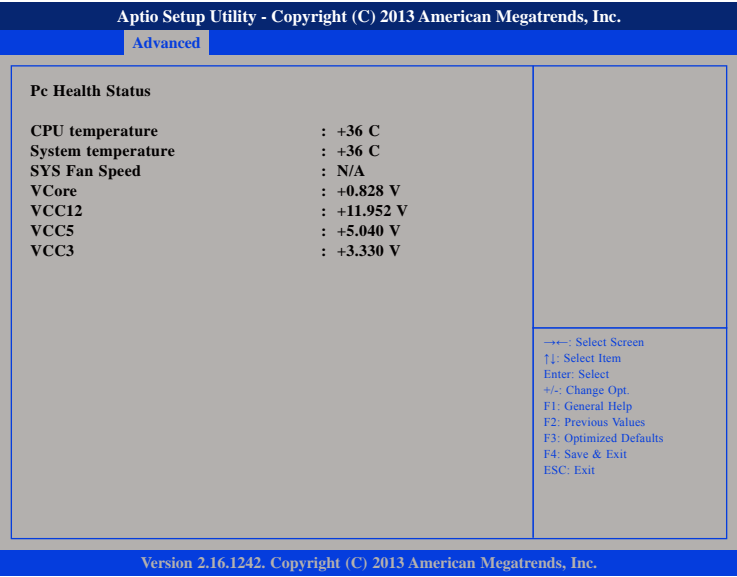 Aptio Setup Utility - Copyright (C) 2013 American Megatrends, Inc.
Advanced
Pc Health Status
CPU temperature : +36 C
System temperature : +36 C
SYS Fan Speed : N/A
VCore : +0.828 V
VCC12 : +11.952 V
VCC5 : +5.040 V
VCC3 : +3.330 V
→←: Select Screen
↑↓: Select Item
Enter: Select
+/-: Change Opt.
F1: General Help
F2: Previous Values
F3: Optimized Defaults
F4: Save & Exit
ESC: Exit
Version 2.16.1242. Copyright (C) 2013 American Megatrends, Inc.